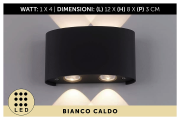 WATT: 1 X 4 | DIMENSIONI: (L) 12 X (H) 8 X (P) 3 CM
LED
BIANCO CALDO